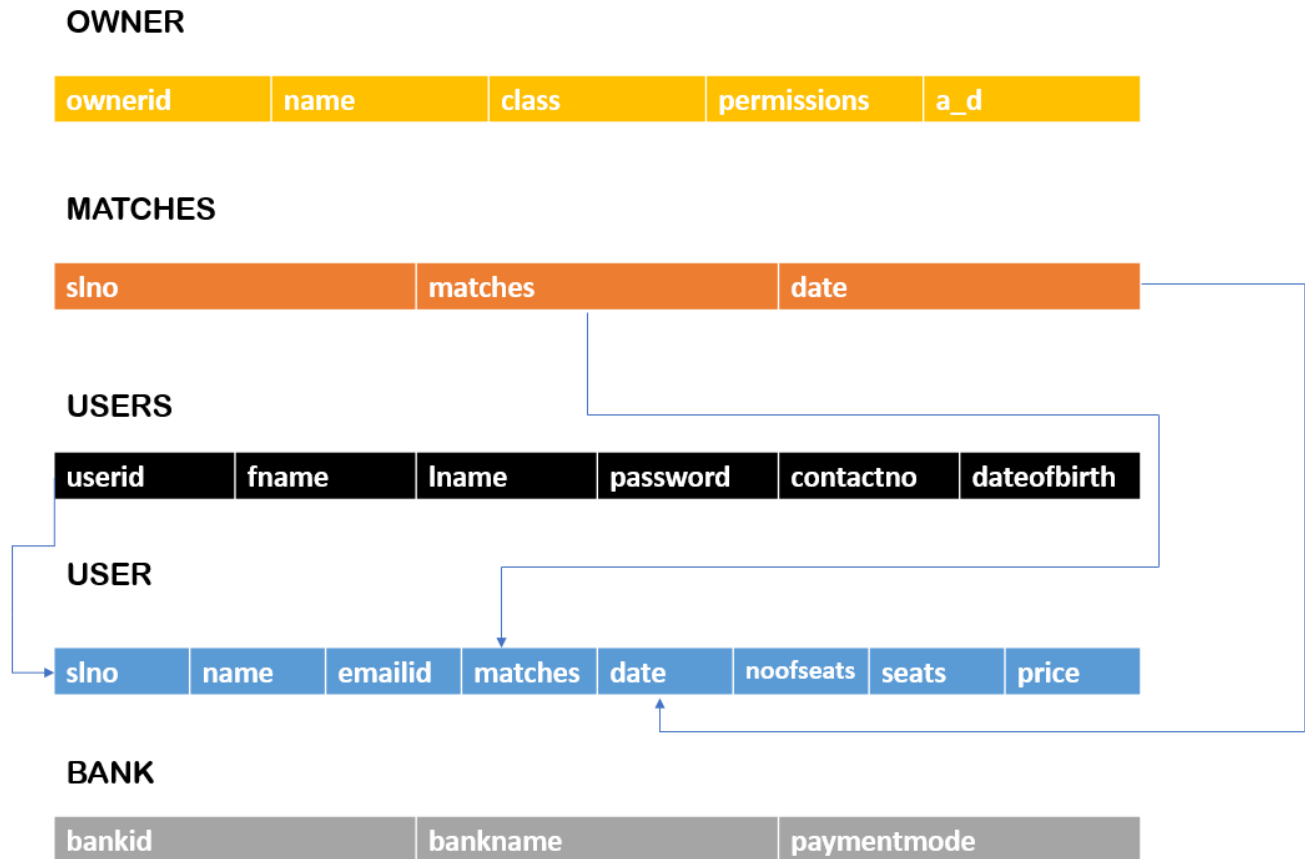 OWNER
ownerid name class permissions a_d
MATCHES
slno matches date
USERS
userid fname lname password contactno dateofbirth
USER
slno name emailid matches date noofseats seats price
BANK
bankid bankname paymentmode